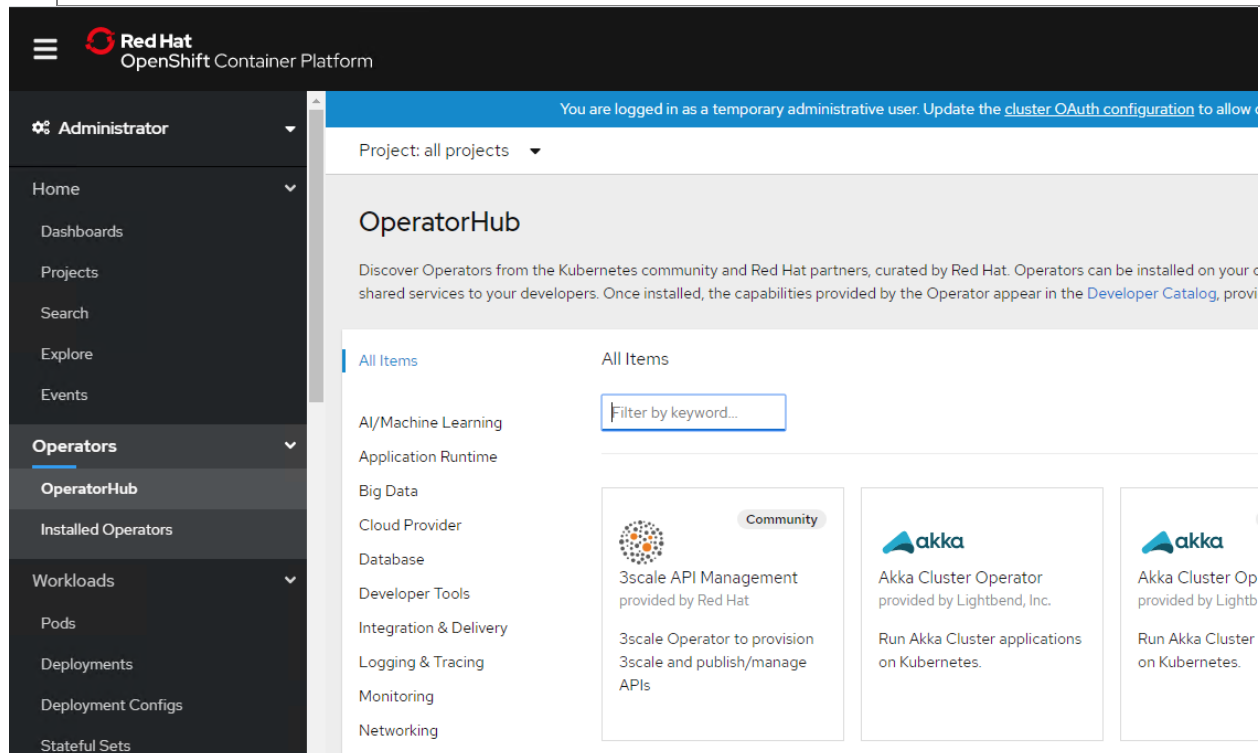 Red Hat
OpenShift Container Platform
You are logged in as a temporary administrative user. Update the cluster OAuth configuration to allow
Administrator
Project: all projects
Home
Dashboards
Projects
Search
Explore
Events
Operators
OperatorHub
Installed Operators
Workloads
Pods
Deployments
Deployment Configs
Stateful Sets
OperatorHub
Discover Operators from the Kubernetes community and Red Hat partners, curated by Red Hat. Operators can be installed on your
shared services to your developers. Once installed, the capabilities provided by the Operator appear in the Developer Catalog, provi
All Items
AI/Machine Learning
Application Runtime
Big Data
Cloud Provider
Database
Developer Tools
Integration & Delivery
Logging & Tracing
Monitoring
Networking
All Items
Filter by keyword...
Community
3scale API Management
provided by Red Hat
3scale Operator to provision
3scale and publish/manage
APIs
akka
Akka Cluster Operator
provided by Lightbend, Inc.
Run Akka Cluster applications
on Kubernetes.
akka
Akka Cluster Op
provided by Lightb
Run Akka Cluster
on Kubernetes.